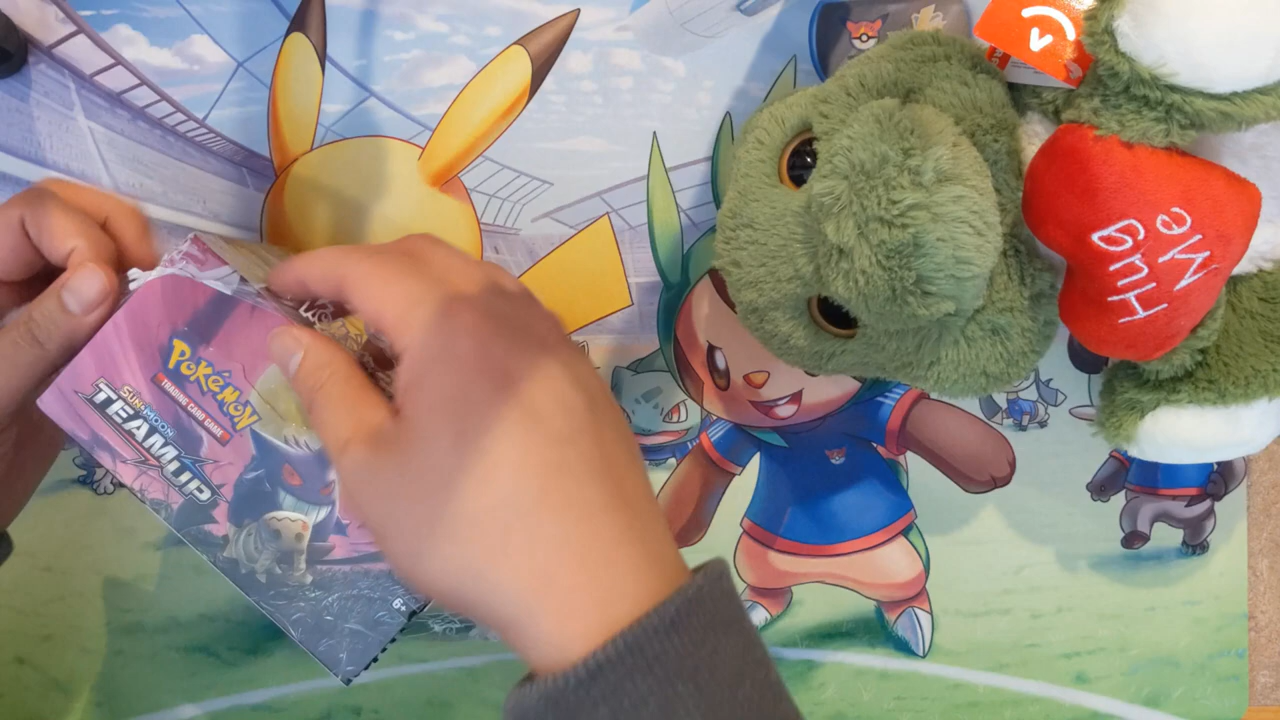 POKéMON
TRADING CARD GAME
SUN & MOON
TEAM UP
6+
Hug
Me